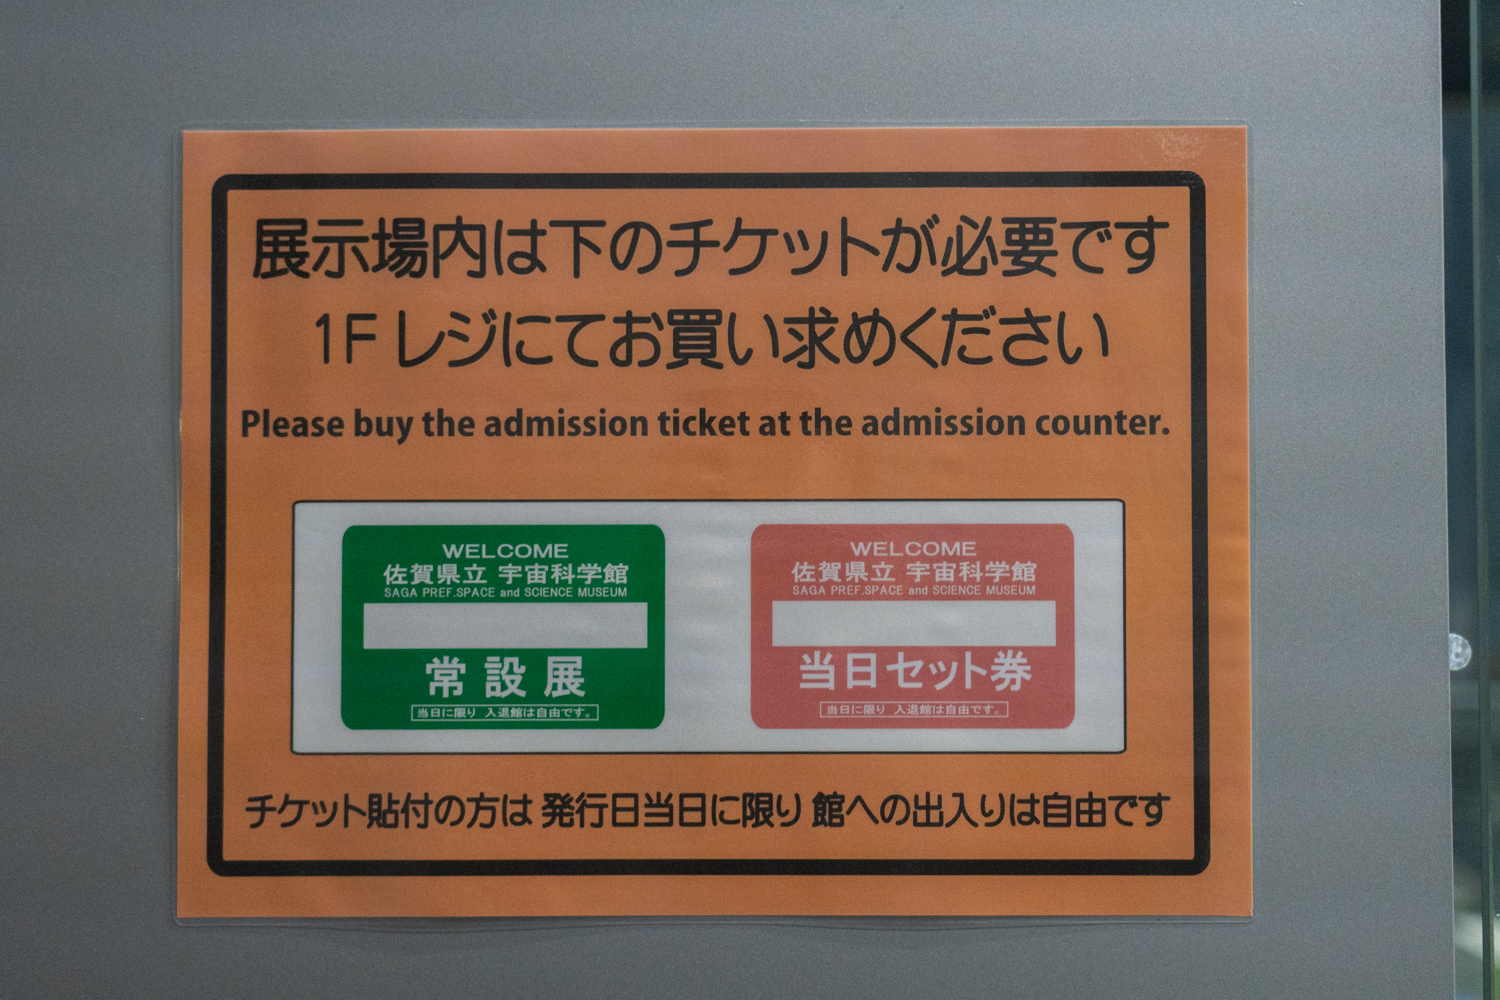 展示場内は下のチケットが必要です
1F レジにてお買い求めください
Please buy the admission ticket at the admission counter.
WELCOME
佐賀県立 宇宙科学館
SAGA PREF.SPACE and SCIENCE MUSEUM
常設展
当日に限り 入退館は自由です。
WELCOME
佐賀県立 宇宙科学館
SAGA PREF.SPACE and SCIENCE MUSEUM
当日セット券
当日に限り 入退館は自由です。
チケット貼付の方は 発行日当日に限り 館への出入りは自由です